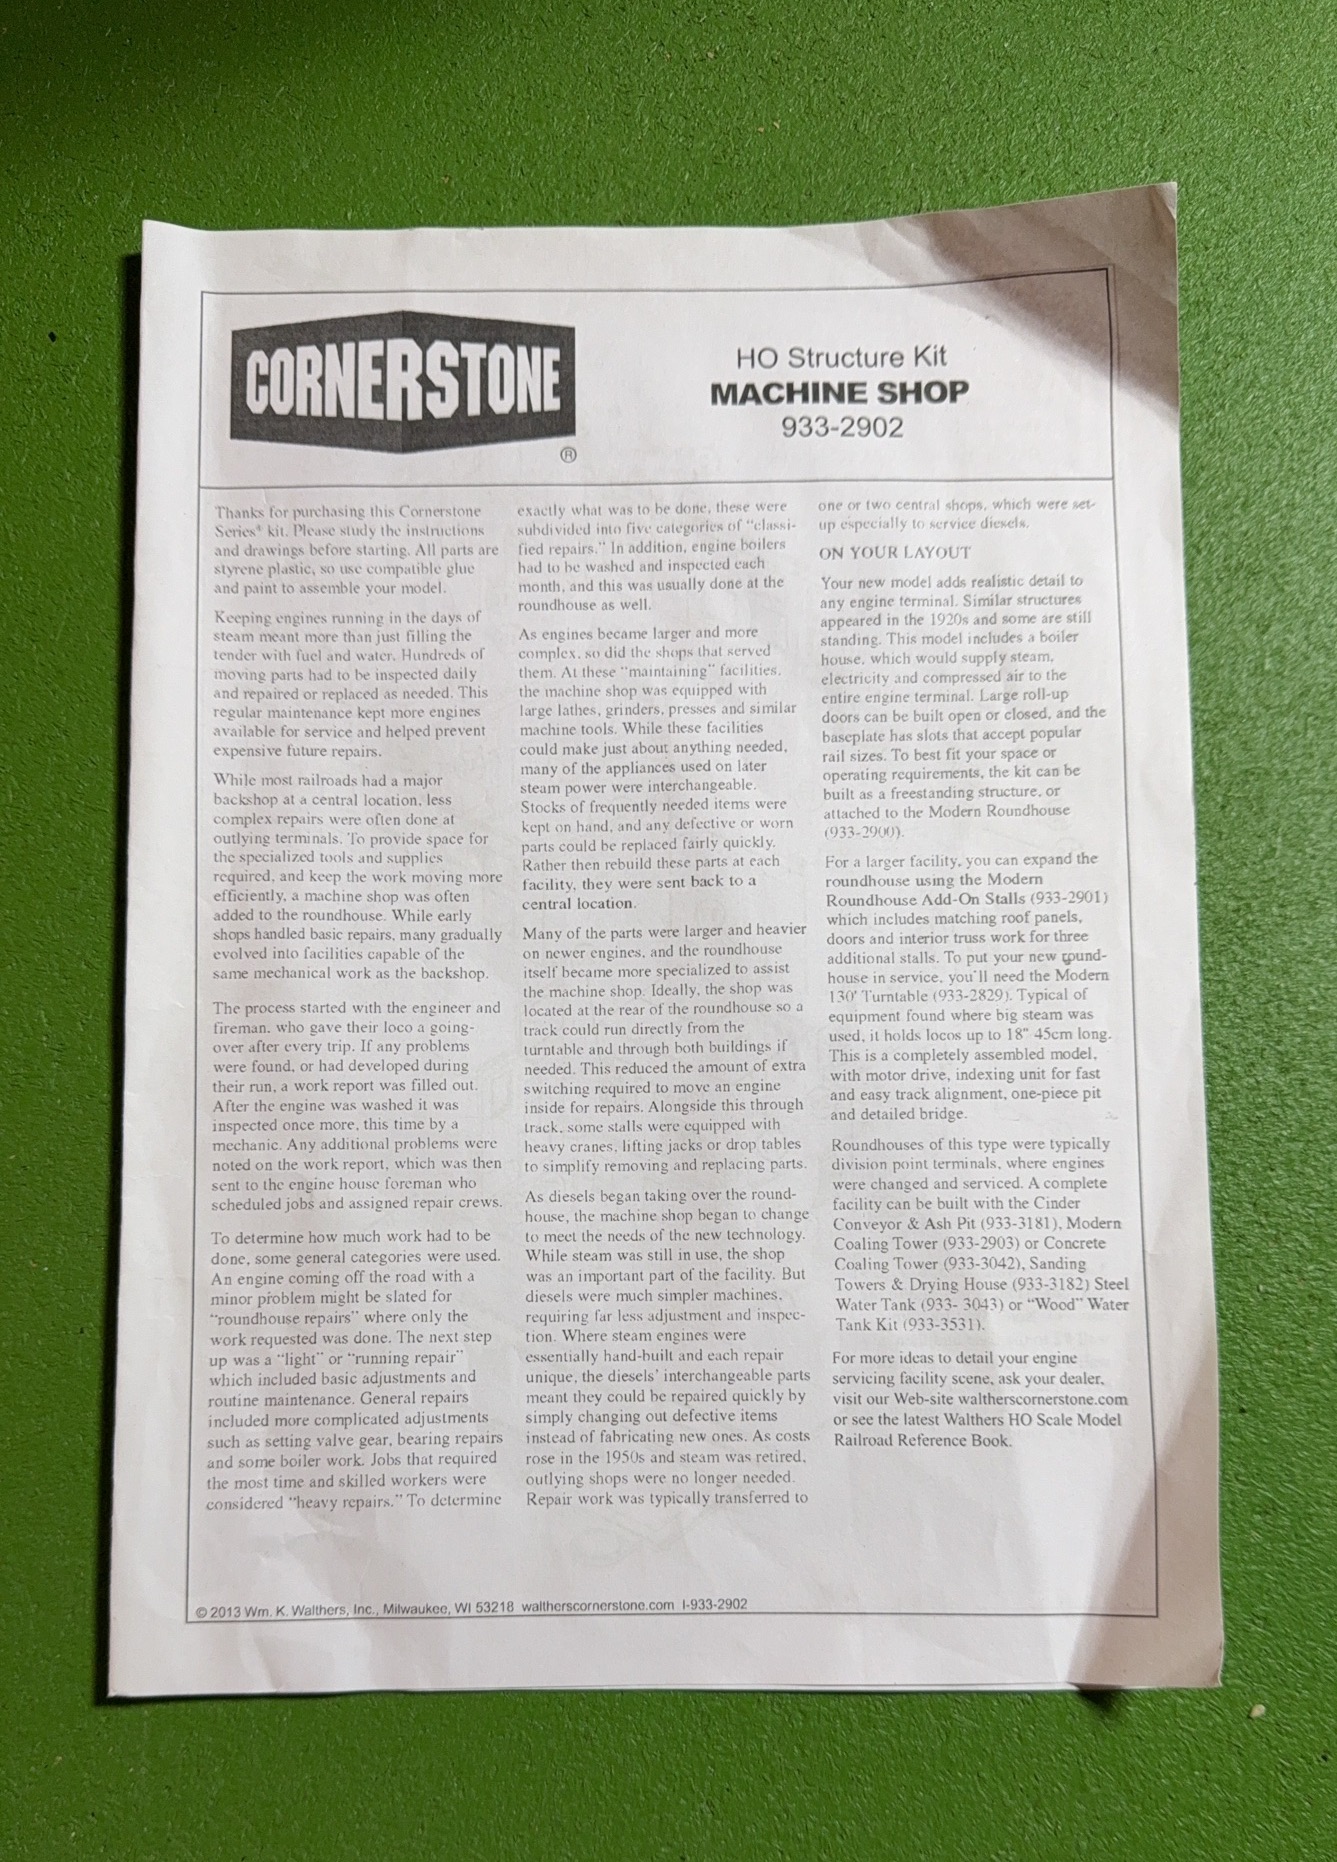 CORNERSTONE
®
HO Structure Kit
MACHINE SHOP
933-2902
Thanks for purchasing this Cornerstone
Series® kit. Please study the instructions
and drawings before starting. All parts are
styrene plastic, so use compatible glue
and paint to assemble your model.
Keeping engines running in the days of
steam meant more than just filling the
tender with fuel and water. Hundreds of
moving parts had to be inspected daily
and repaired or replaced as needed. This
regular maintenance kept more engines
available for service and helped prevent
expensive future repairs.
While most railroads had a major
backshop at a central location, less
complex repairs were often done at
outlying terminals. To provide space for
the specialized tools and supplies
required, and keep the work moving more
efficiently, a machine shop was often
added to the roundhouse. While early
shops handled basic repairs, many gradually
evolved into facilities capable of the
same mechanical work as the backshop.
The process started with the engineer and
fireman, who gave their loco a going-
over after every trip. If any problems
were found, or had developed during
their run, a work report was filled out.
After the engine was washed it was
inspected once more, this time by a
mechanic. Any additional problems were
noted on the work report, which was then
sent to the engine house foreman who
scheduled jobs and assigned repair crews.
To determine how much work had to be
done, some general categories were used.
An engine coming off the road with a
minor problem might be slated for
"roundhouse repairs" where only the
work requested was done. The next step
up was a "light" or "running repair"
which included basic adjustments and
routine maintenance. General repairs
included more complicated adjustments
such as setting valve gear, bearing repairs
and some boiler work. Jobs that required
the most time and skilled workers were
considered "heavy repairs." To determine
exactly what was to be done, these were
subdivided into five categories of "classi-
fied repairs." In addition, engine boilers
had to be washed and inspected each
month, and this was usually done at the
roundhouse as well.
As engines became larger and more
complex, so did the shops that served
them. At these "maintaining" facilities,
the machine shop was equipped with
large lathes, grinders, presses and similar
machine tools. While these facilities
could make just about anything needed,
many of the appliances used on later
steam power were interchangeable.
Stocks of frequently needed items were
kept on hand, and any defective or worn
parts could be replaced fairly quickly.
Rather then rebuild these parts at each
facility, they were sent back to a
central location.
Many of the parts were larger and heavier
on newer engines, and the roundhouse
itself became more specialized to assist
the machine shop. Ideally, the shop was
located at the rear of the roundhouse so a
track could run directly from the
turntable and through both buildings if
needed. This reduced the amount of extra
switching required to move an engine
inside for repairs. Alongside this through
track, some stalls were equipped with
heavy cranes, lifting jacks or drop tables
to simplify removing and replacing parts.
As diesels began taking over the round-
house, the machine shop began to change
to meet the needs of the new technology.
While steam was still in use, the shop
was an important part of the facility. But
diesels were much simpler machines,
requiring far less adjustment and inspec-
tion. Where steam engines were
essentially hand-built and each repair
unique, the diesels' interchangeable parts
meant they could be repaired quickly by
simply changing out defective items
instead of fabricating new ones. As costs
rose in the 1950s and steam was retired,
outlying shops were no longer needed.
Repair work was typically transferred to
one or two central shops, which were set-
up especially to service diesels.
ON YOUR LAYOUT
Your new model adds realistic detail to
any engine terminal. Similar structures
appeared in the 1920s and some are still
standing. This model includes a boiler
house, which would supply steam,
electricity and compressed air to the
entire engine terminal. Large roll-up
doors can be built open or closed, and the
baseplate has slots that accept popular
rail sizes. To best fit your space or
operating requirements, the kit can be
built as a freestanding structure, or
attached to the Modern Roundhouse
(933-2900).
For a larger facility, you can expand the
roundhouse using the Modern
Roundhouse Add-On Stalls (933-2901)
which includes matching roof panels,
doors and interior truss work for three
additional stalls. To put your new round-
house in service, you'll need the Modern
130' Turntable (933-2829). Typical of
equipment found where big steam was
used, it holds locos up to 18" 45cm long.
This is a completely assembled model,
with motor drive, indexing unit for fast
and easy track alignment, one-piece pit
and detailed bridge.
Roundhouses of this type were typically
division point terminals, where engines
were changed and serviced. A complete
facility can be built with the Cinder
Conveyor & Ash Pit (933-3181), Modern
Coaling Tower (933-2903) or Concrete
Coaling Tower (933-3042), Sanding
Towers & Drying House (933-3182) Steel
Water Tank (933- 3043) or "Wood" Water
Tank Kit (933-3531).
For more ideas to detail your engine
servicing facility scene, ask your dealer,
visit our Web-site waltherscornerstone.com
or see the latest Walthers HO Scale Model
Railroad Reference Book.
© 2013 Wm. K. Walthers, Inc., Milwaukee, WI 53218 waltherscornerstone.com I-933-2902